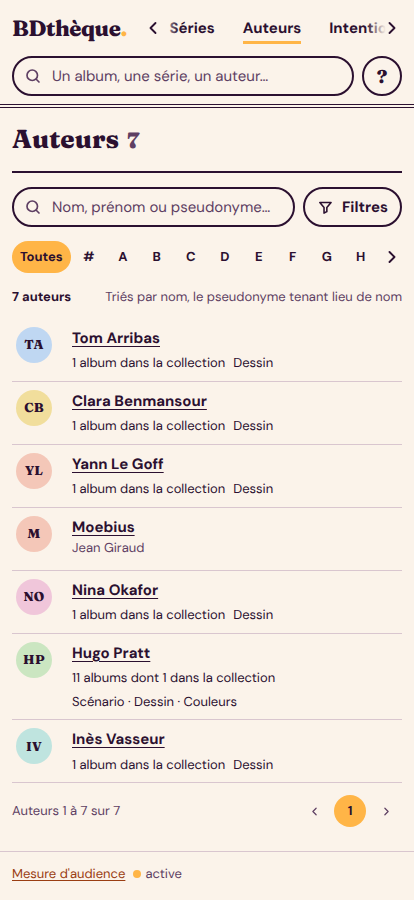 BDthèque. Séries Auteurs Intentic
Un album, une série, un auteur… ?
Auteurs 7
Nom, prénom ou pseudonyme… Filtres
Toutes # A B C D E F G H
7 auteurs Triés par nom, le pseudonyme tenant lieu de nom
TA Tom Arribas
1 album dans la collection Dessin
CB Clara Benmansour
1 album dans la collection Dessin
YL Yann Le Goff
1 album dans la collection Dessin
M Moebius
Jean Giraud
NO Nina Okafor
1 album dans la collection Dessin
HP Hugo Pratt
11 albums dont 1 dans la collection
Scénario · Dessin · Couleurs
IV Inès Vasseur
1 album dans la collection Dessin
Auteurs 1 à 7 sur 7 ‹ 1 ›
Mesure d'audience active